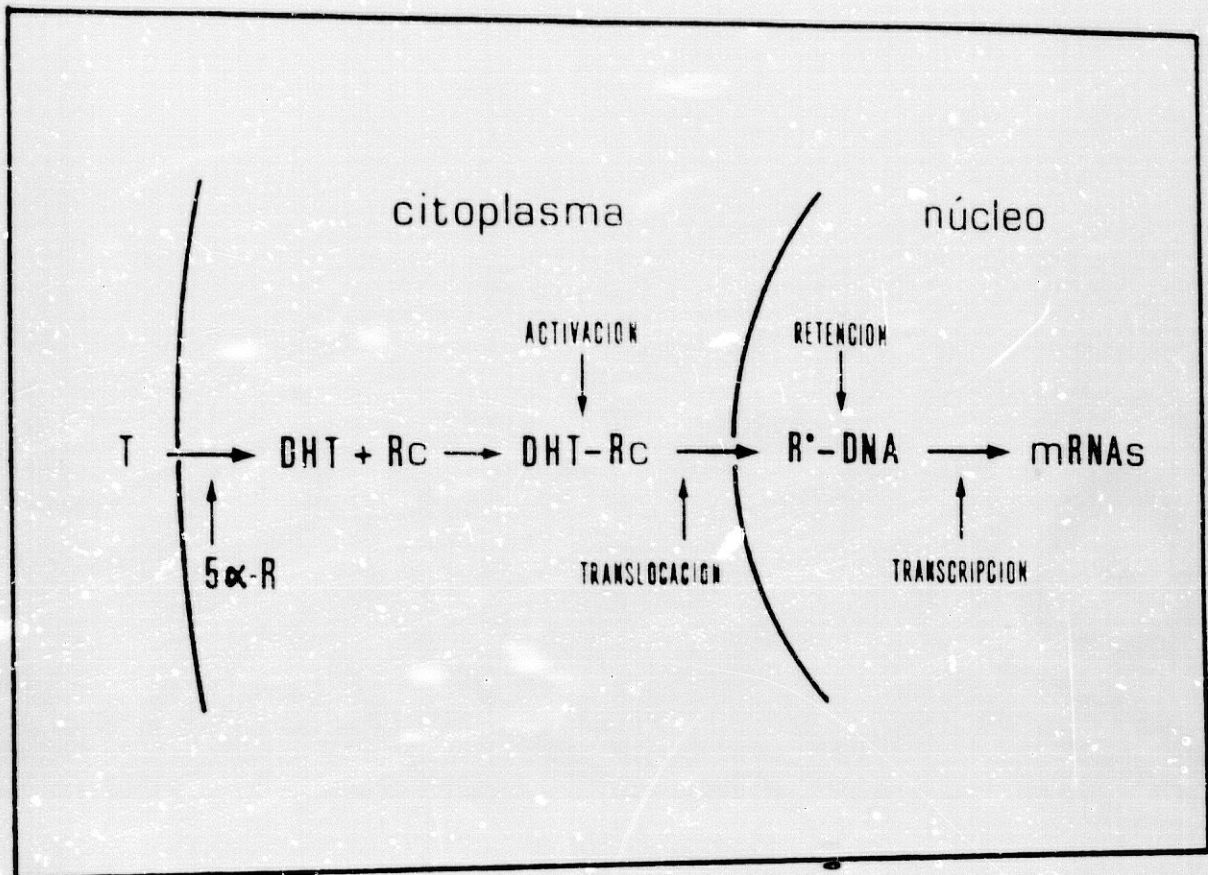 citoplasma núcleo
ACTIVACION RETENCION
T DHT + Rc DHT-Rc R•-DNA mRNAs
5α-R TRANSLOCACION TRANSCRIPCION